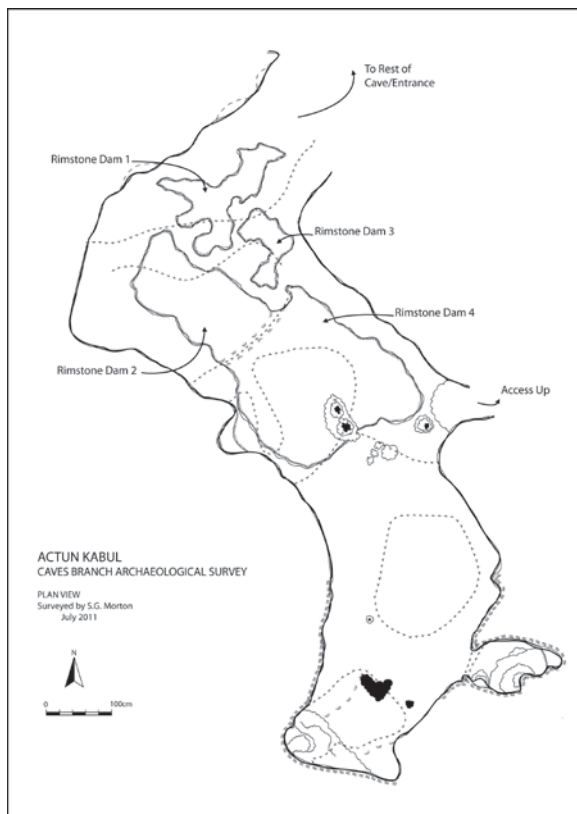 To Rest of
Cave/Entrance
Rimstone Dam 1
Rimstone Dam 3
Rimstone Dam 4
Rimstone Dam 2
Access Up
ACTUN KABUL
CAVES BRANCH ARCHAEOLOGICAL SURVEY
PLAN VIEW
Surveyed by S.G. Morton
July 2011
N
0 100cm